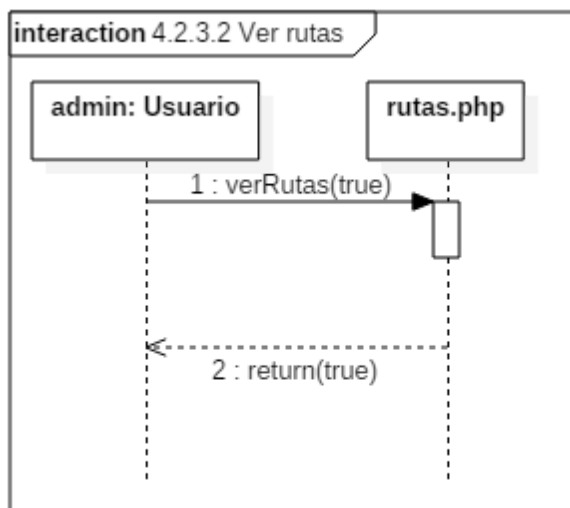 interaction 4.2.3.2 Ver rutas
admin: Usuario
rutas.php
1 : verRutas(true)
2 : return(true)